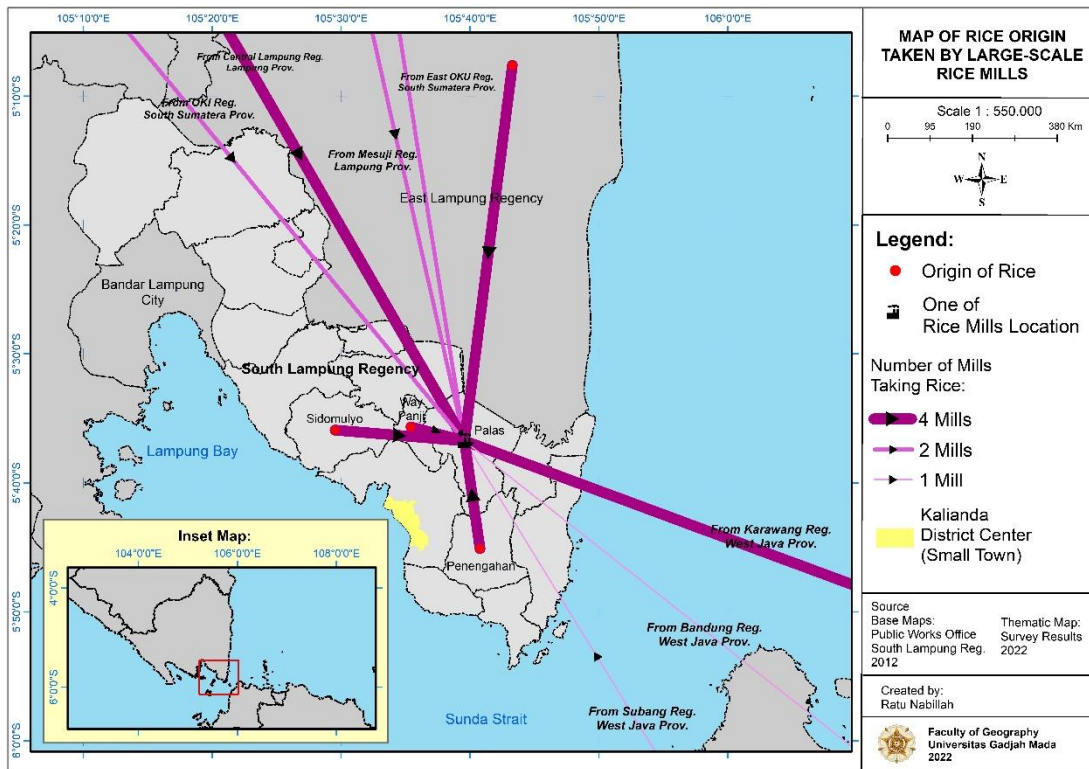 105°10'0"E
105°20'0"E
105°30'0"E
105°40'0"E
105°50'0"E
106°0'0"E
5°10'0"S
5°20'0"S
5°30'0"S
5°40'0"S
5°50'0"S
6°0'0"S
From Central Lampung Reg.
Lampung Prov.
From OKI Reg.
South Sumatera Prov.
From East OKU Reg.
South Sumatera Prov.
From Mesuji Reg.
Lampung Prov.
East Lampung Regency
Bandar Lampung
City
South Lampung Regency
Way
Panji
Sidomulyo
Palas
Lampung Bay
Penengahan
From Karawang Reg.
West Java Prov.
From Bandung Reg.
West Java Prov.
From Subang Reg.
West Java Prov.
Sunda Strait
Inset Map:
104°0'0"E
106°0'0"E
108°0'0"E
4°0'0"S
6°0'0"S
MAP OF RICE ORIGIN
TAKEN BY LARGE-SCALE
RICE MILLS
Scale 1 : 550.000
0 95 190 380 Km
N
W E
S
Legend:
Origin of Rice
One of
Rice Mills Location
Number of Mills
Taking Rice:
4 Mills
2 Mills
1 Mill
Kalianda
District Center
(Small Town)
Source
Base Maps:
Public Works Office
South Lampung Reg.
2012
Thematic Map:
Survey Results
2022
Created by:
Ratu Nabillah
Faculty of Geography
Universitas Gadjah Mada
2022